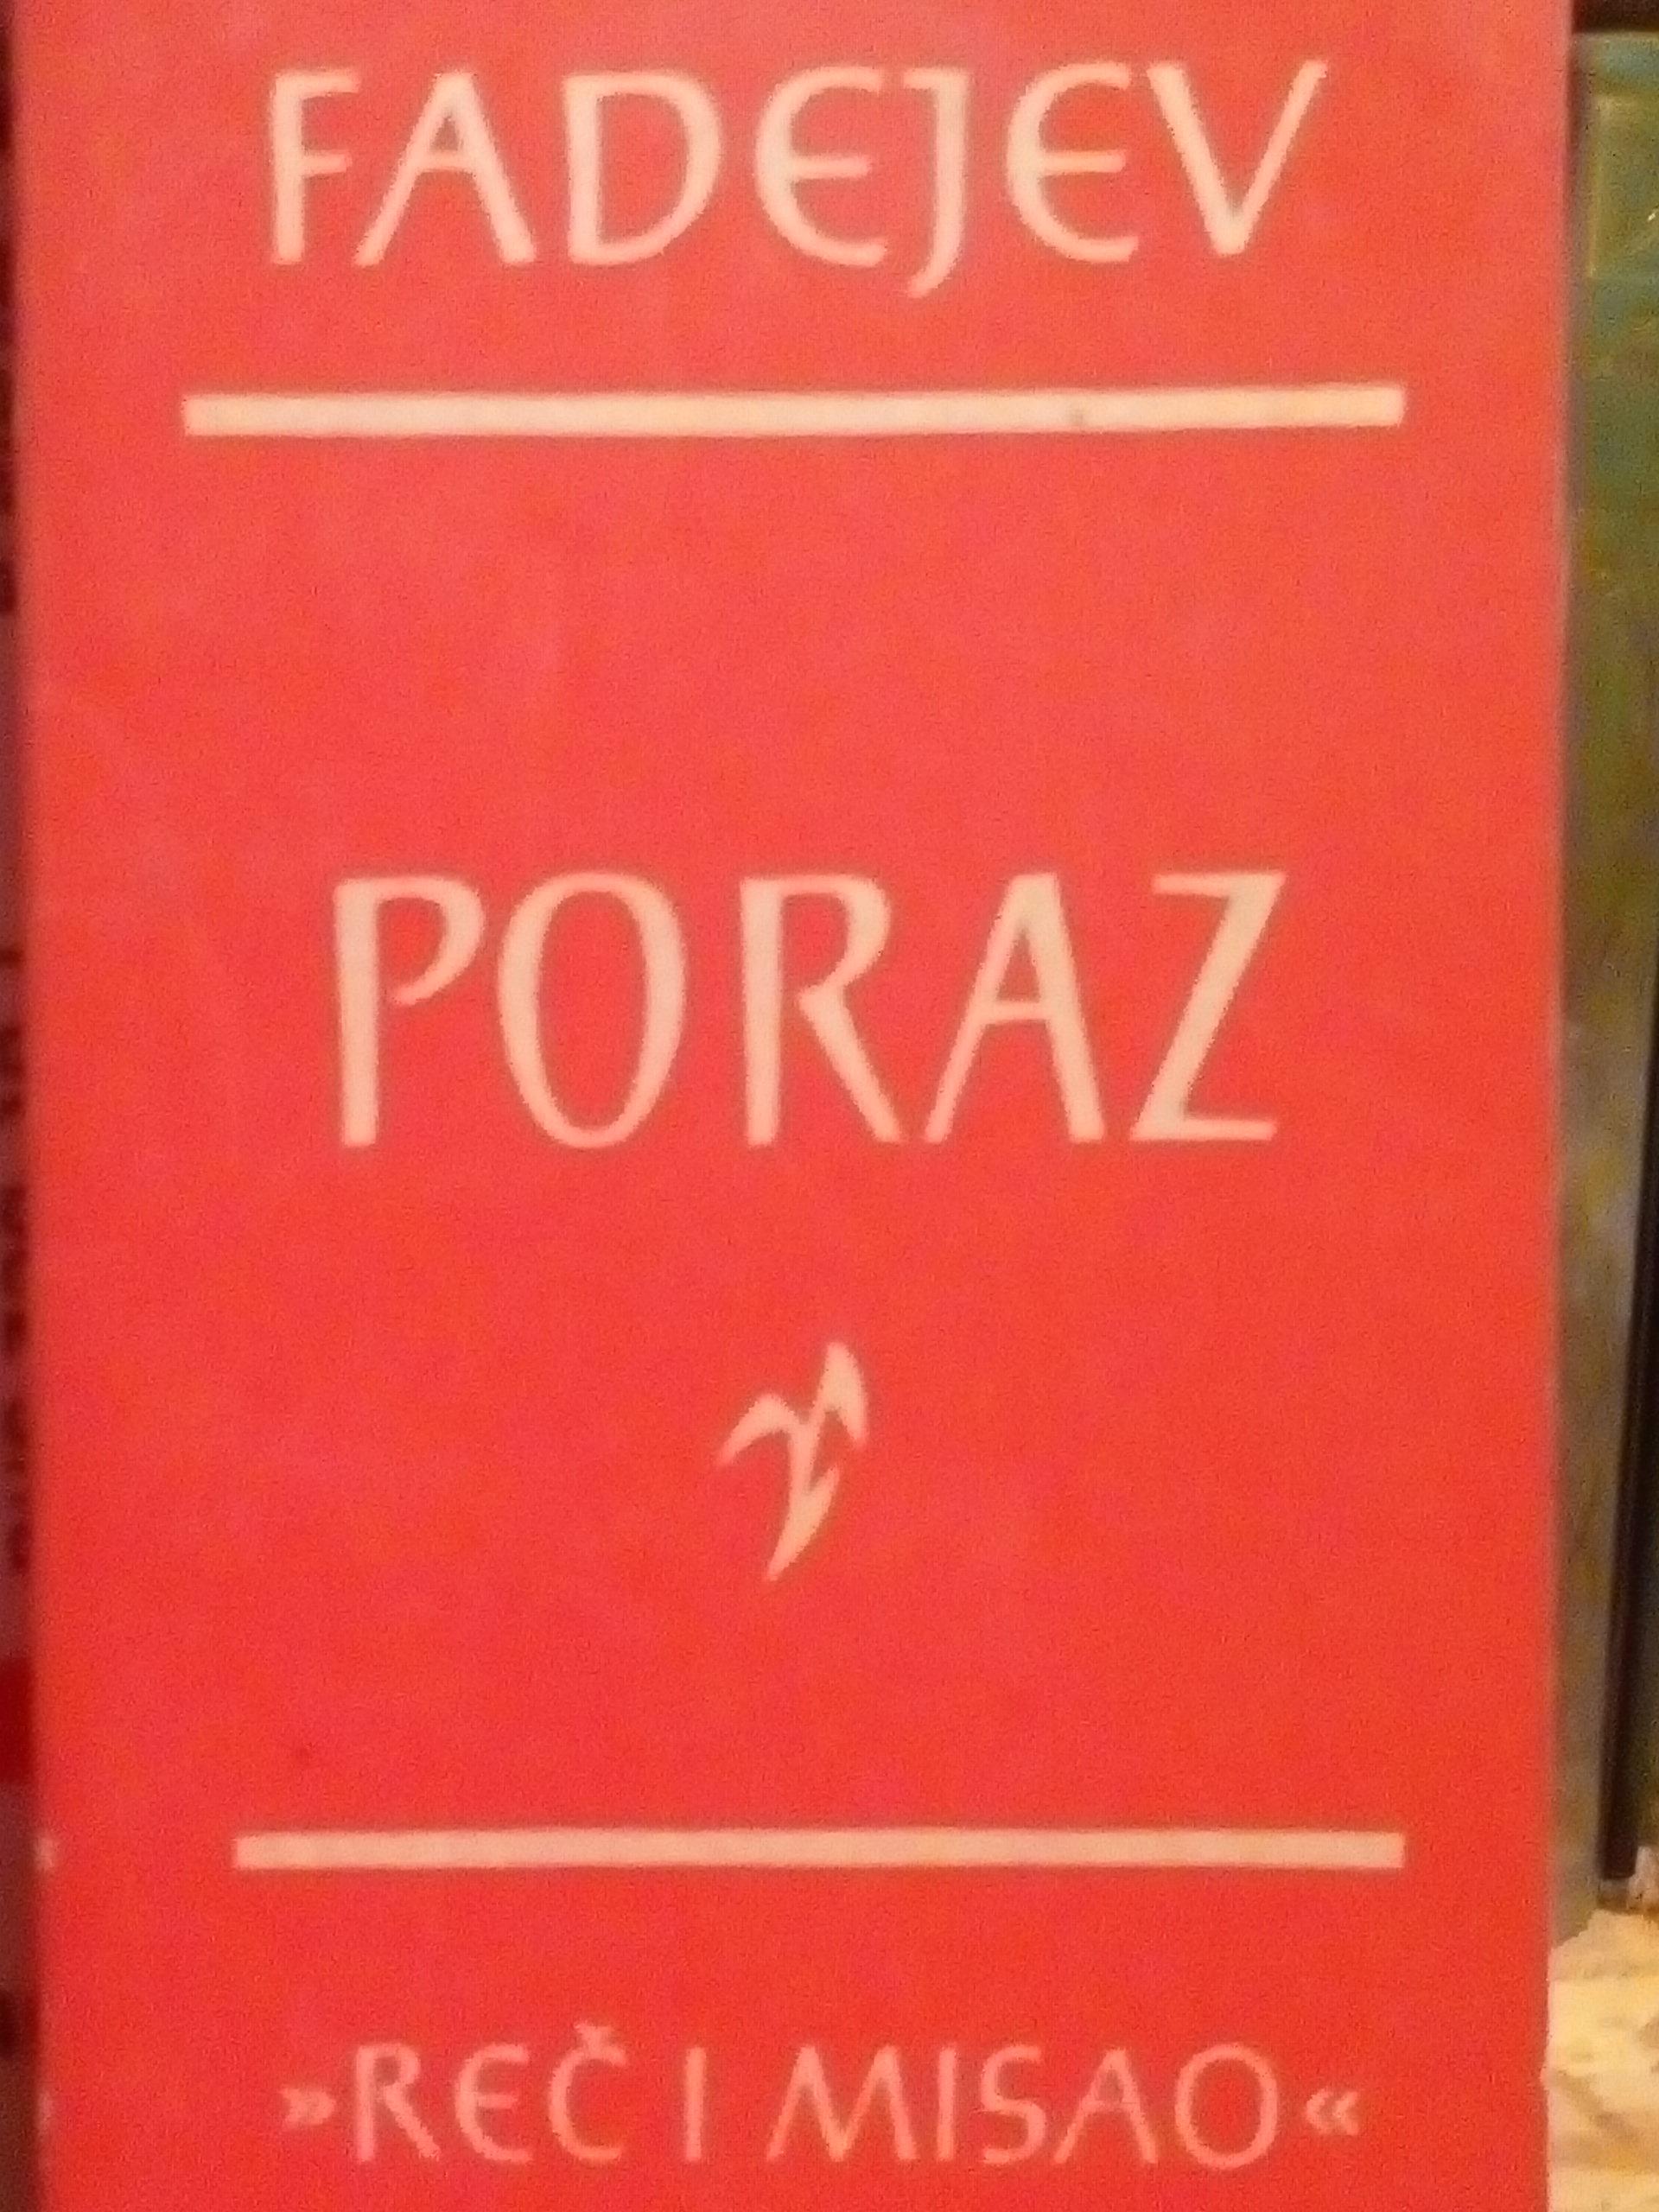 FADEJEV
PORAZ
»REČ I MISAO«